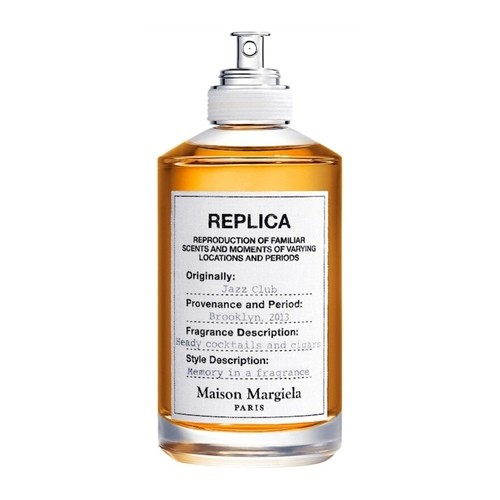 REPLICA
REPRODUCTION OF FAMILIAR
SCENTS AND MOMENTS OF VARYING
LOCATIONS AND PERIODS
Originally:
Jazz Club
Provenance and Period:
Brooklyn, 2013
Fragrance Description:
Heady cocktails and cigars
Style Description:
Memory in a fragrance
Maison Margiela
PARIS